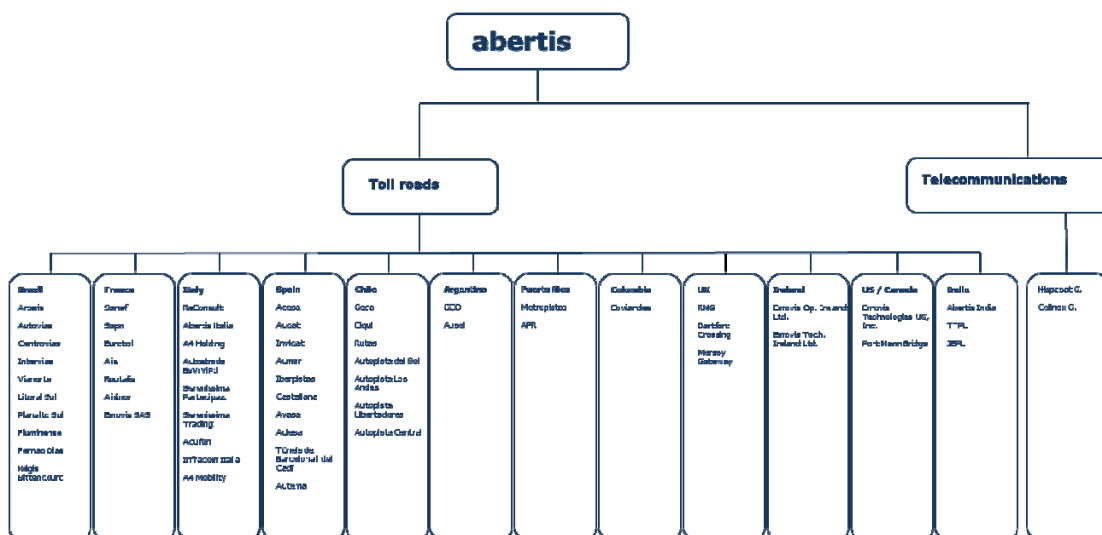 abertis
Toll roads
Telecommunications
Brazil
Arteris
Autovias
Centrovias
Intervias
Vianorte
Litoral Sul
Planalto Sul
Fluminense
Fernao Dias
Régis
Bittencourt
France
Sanef
Sapn
Eurotoll
Alis
Routalis
Emovis SAS
Italy
ReConsult
Abertis Italia
A4 Holding
Autostrada
BsVrViPd
Serenissima
Partecipaz.
Serenissima
Trading
Acufon
Infracom Italia
A4 Mobility
Spain
Acesa
Aucat
Invicat
Aumar
Iberpistas
Castellana
Avasa
Aulesa
Túnels de
Barcelona i del
Cadí
Autema
Chile
Gesa
Ciqui
Rutas
Autopista del Sol
Autopista Los
Andes
Autopista
Libertadores
Autopista Central
Argentina
GCO
Ausol
Puerto Rico
Metropistas
APR
Colombia
Coviandes
UK
RMG
Dartford
Crossing
Mersey
Gateway
Ireland
Emovis Op. Ireland
Ltd.
Emovis Tech.
Ireland Ltd.
US / Canada
Emovis
Technologies US,
Inc.
Port Mann Bridge
India
Abertis India
TTPL
JEPL
Hispasat G.
Cellnex G.